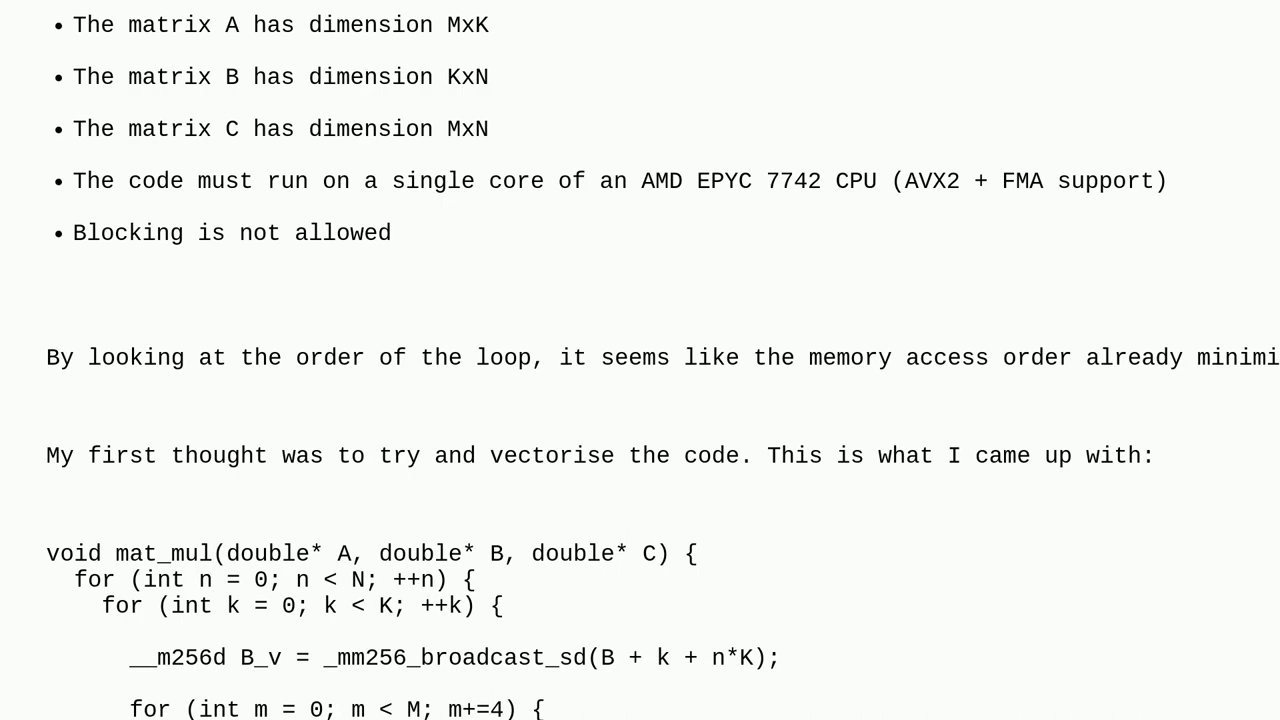 • The matrix A has dimension MxK
• The matrix B has dimension KxN
• The matrix C has dimension MxN
• The code must run on a single core of an AMD EPYC 7742 CPU (AVX2 + FMA support)
• Blocking is not allowed
By looking at the order of the loop, it seems like the memory access order already minimi
My first thought was to try and vectorise the code. This is what I came up with:
void mat_mul(double* A, double* B, double* C) {
  for (int n = 0; n < N; ++n) {
    for (int k = 0; k < K; ++k) {
      __m256d B_v = _mm256_broadcast_sd(B + k + n*K);
      for (int m = 0; m < M; m+=4) {